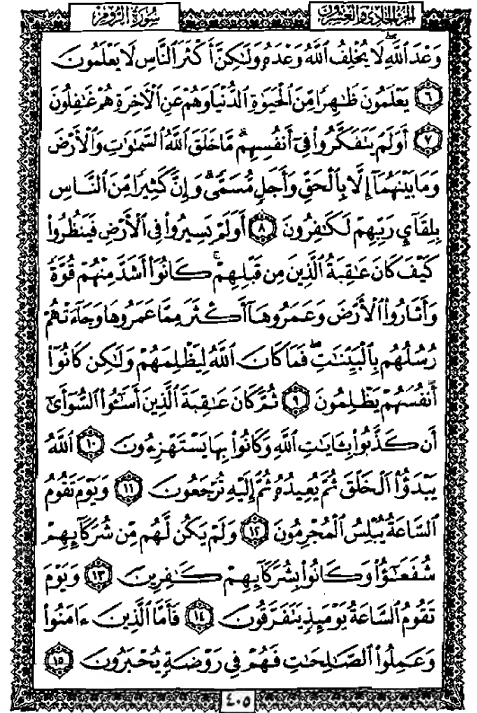 الجزء الحادي والعشرون
سورة الروم
وَعْدَ ٱللَّهِ لَا يُخْلِفُ ٱللَّهُ وَعْدَهُۥ وَلَٰكِنَّ أَكْثَرَ ٱلنَّاسِ لَا يَعْلَمُونَ
٦ يَعْلَمُونَ ظَٰهِرًا مِّنَ ٱلْحَيَوٰةِ ٱلدُّنْيَا وَهُمْ عَنِ ٱلْءَاخِرَةِ هُمْ غَٰفِلُونَ
٧ أَوَلَمْ يَتَفَكَّرُوا۟ فِىٓ أَنفُسِهِم ۗ مَّا خَلَقَ ٱللَّهُ ٱلسَّمَٰوَٰتِ وَٱلْأَرْضَ
وَمَا بَيْنَهُمَآ إِلَّا بِٱلْحَقِّ وَأَجَلٍ مُّسَمًّى ۗ وَإِنَّ كَثِيرًا مِّنَ ٱلنَّاسِ
بِلِقَآئِ رَبِّهِمْ لَكَٰفِرُونَ ٨ أَوَلَمْ يَسِيرُوا۟ فِى ٱلْأَرْضِ فَيَنظُرُوا۟
كَيْفَ كَانَ عَٰقِبَةُ ٱلَّذِينَ مِن قَبْلِهِمْ ۚ كَانُوٓا۟ أَشَدَّ مِنْهُمْ قُوَّةً
وَأَثَارُوا۟ ٱلْأَرْضَ وَعَمَرُوهَآ أَكْثَرَ مِمَّا عَمَرُوهَا وَجَآءَتْهُمْ
رُسُلُهُم بِٱلْبَيِّنَٰتِ ۖ فَمَا كَانَ ٱللَّهُ لِيَظْلِمَهُمْ وَلَٰكِن كَانُوٓا۟
أَنفُسَهُمْ يَظْلِمُونَ ٩ ثُمَّ كَانَ عَٰقِبَةَ ٱلَّذِينَ أَسَٰٓـُٔوا۟ ٱلسُّوٓأَىٰٓ
أَن كَذَّبُوا۟ بِـَٔايَٰتِ ٱللَّهِ وَكَانُوا۟ بِهَا يَسْتَهْزِءُونَ ١٠ ٱللَّهُ
يَبْدَؤُا۟ ٱلْخَلْقَ ثُمَّ يُعِيدُهُۥ ثُمَّ إِلَيْهِ تُرْجَعُونَ ١١ وَيَوْمَ تَقُومُ
ٱلسَّاعَةُ يُبْلِسُ ٱلْمُجْرِمُونَ ١٢ وَلَمْ يَكُن لَّهُم مِّن شُرَكَآئِهِمْ
شُفَعَٰٓؤُا۟ وَكَانُوا۟ بِشُرَكَآئِهِمْ كَٰفِرِينَ ١٣ وَيَوْمَ
تَقُومُ ٱلسَّاعَةُ يَوْمَئِذٍ يَتَفَرَّقُونَ ١٤ فَأَمَّا ٱلَّذِينَ ءَامَنُوا۟
وَعَمِلُوا۟ ٱلصَّٰلِحَٰتِ فَهُمْ فِى رَوْضَةٍ يُحْبَرُونَ ١٥
٤٠٥